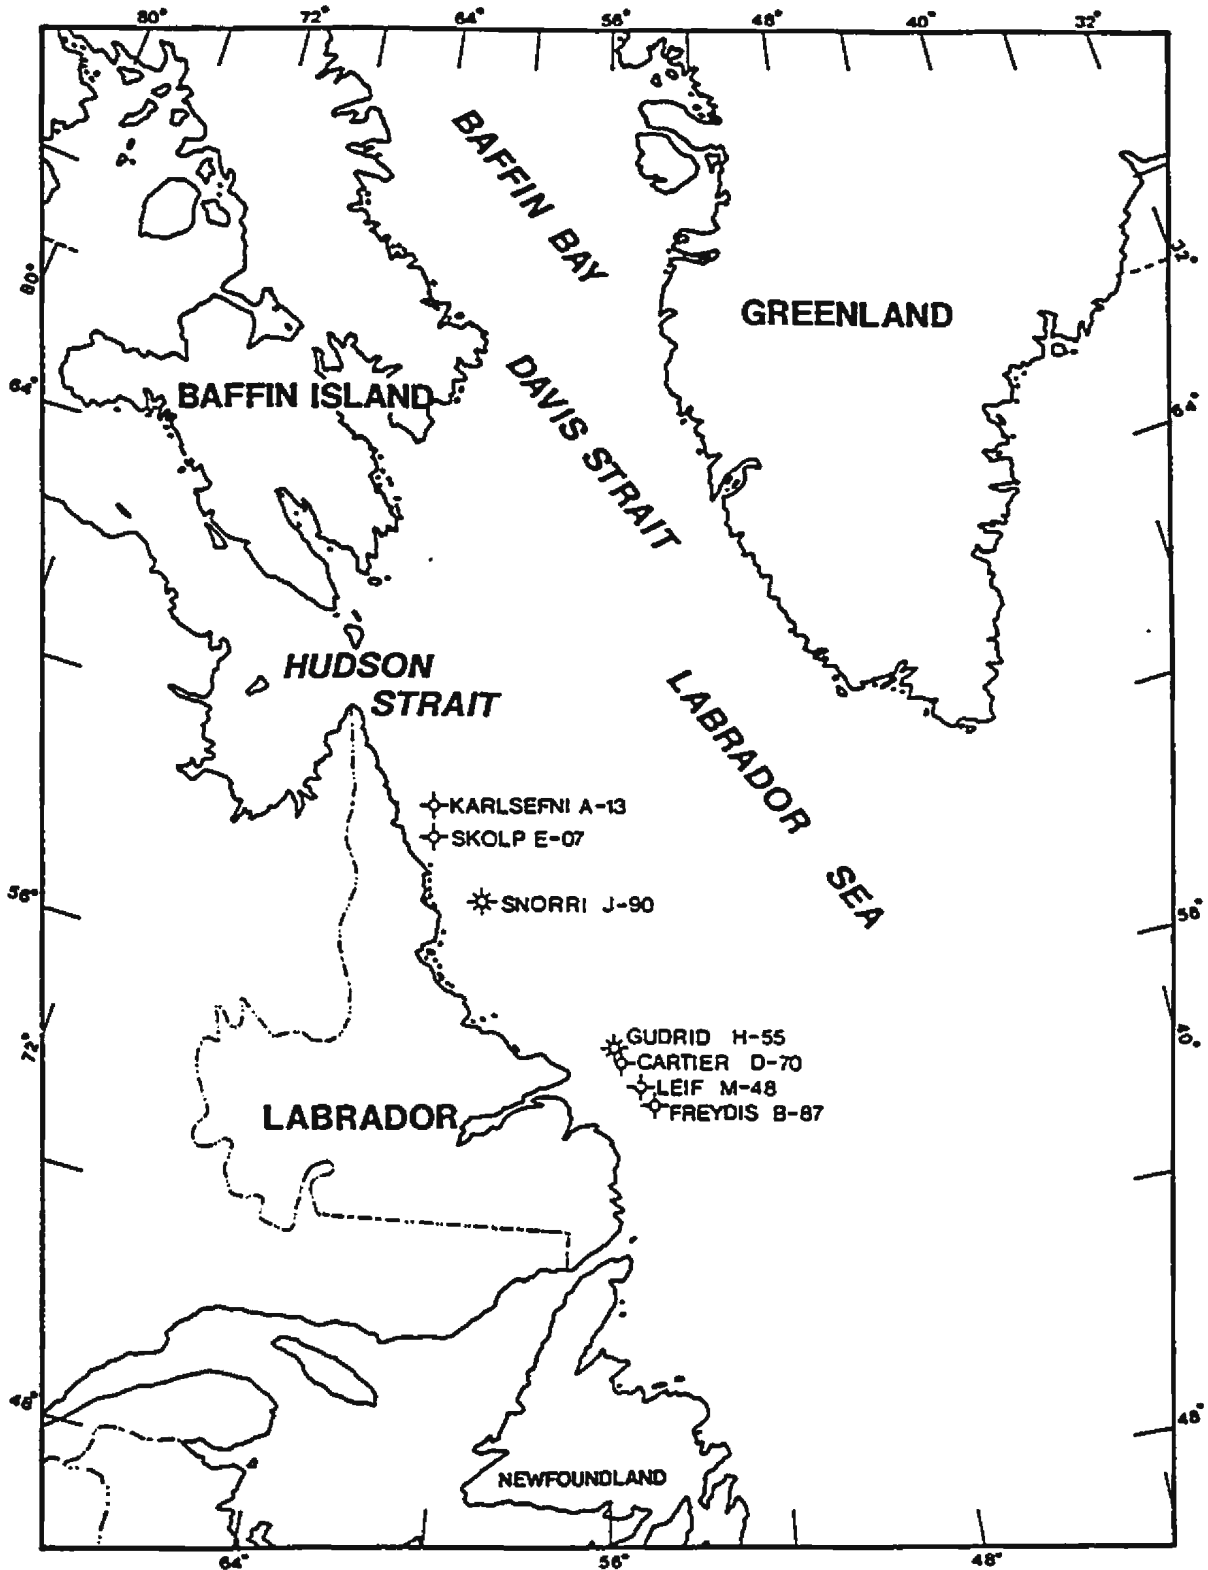 80° 72° 64° 56° 48° 40° 32°
BAFFIN BAY
GREENLAND
32°
80°
DAVIS STRAIT
64°
BAFFIN ISLAND
64°
HUDSON
STRAIT
LABRADOR SEA
KARLSEFNI A-13
SKOLP E-07
56°
SNORRI J-90
56°
GUDRID H-55
72°
40°
CARTIER D-70
LEIF M-48
FREYDIS B-87
LABRADOR
48°
48°
NEWFOUNDLAND
64° 56° 48°